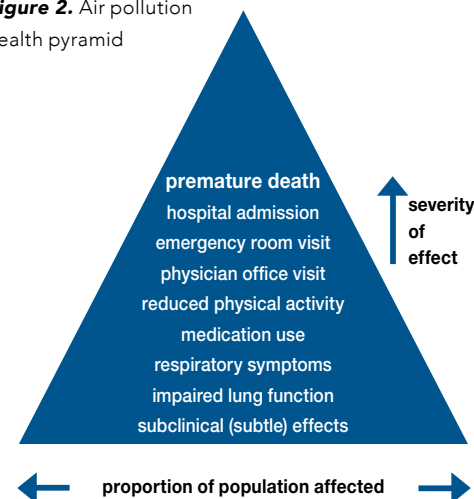 igure 2. Air pollution
ealth pyramid
premature death
hospital admission
emergency room visit
physician office visit
reduced physical activity
medication use
respiratory symptoms
impaired lung function
subclinical (subtle) effects
severity
of
effect
proportion of population affected